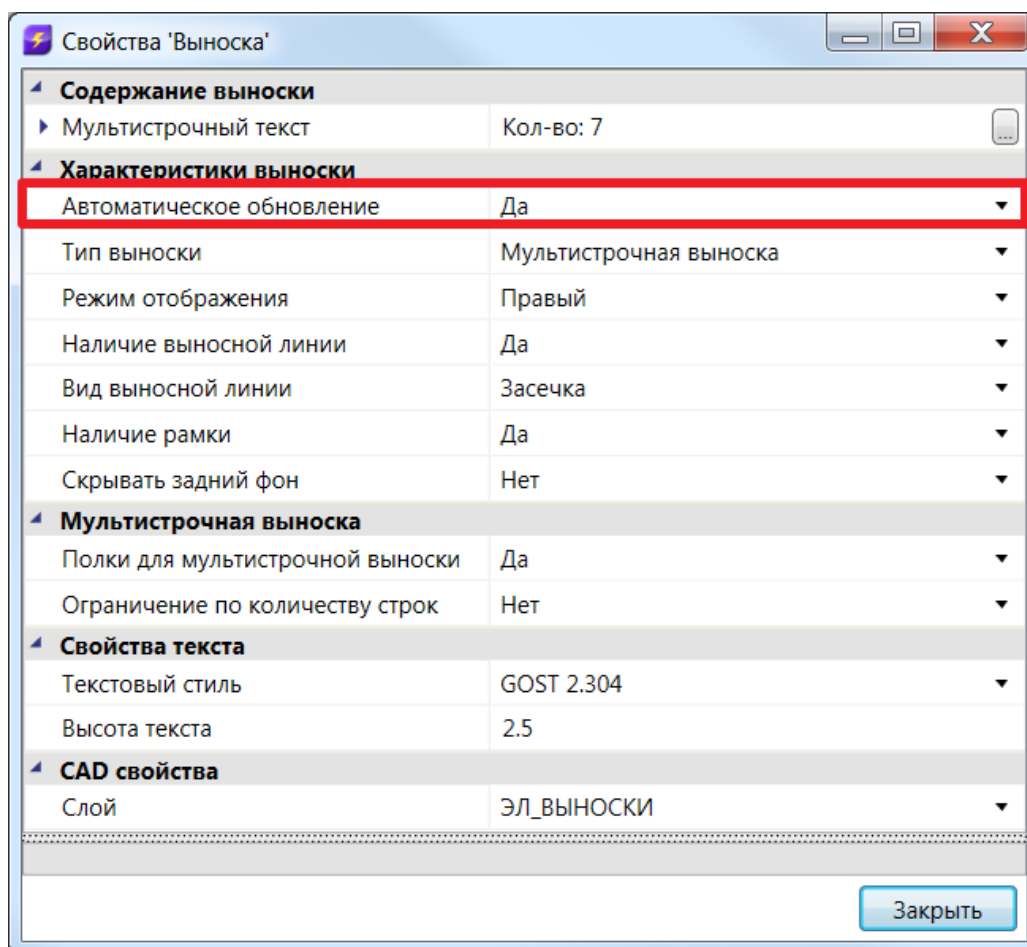 Свойства 'Выноска'
Содержание выноски
Мультистрочный текст Кол-во: 7 ...
Характеристики выноски
Автоматическое обновление Да
Тип выноски Мультистрочная выноска
Режим отображения Правый
Наличие выносной линии Да
Вид выносной линии Засечка
Наличие рамки Да
Скрывать задний фон Нет
Мультистрочная выноска
Полки для мультистрочной выноски Да
Ограничение по количеству строк Нет
Свойства текста
Текстовый стиль GOST 2.304
Высота текста 2.5
CAD свойства
Слой ЭЛ_ВЫНОСКИ
Закрыть